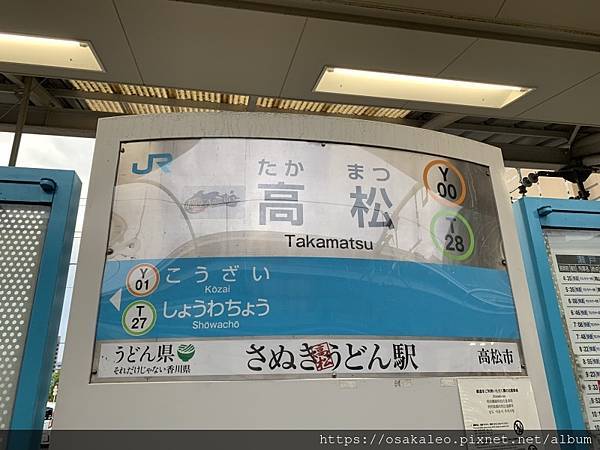 JR
たか まつ
高松
Takamatsu
Y
00
T
28
Y
01
こうざい
Kōzai
T
27
しょうわちょう
Shōwachō
うどん県
それだけじゃない香川県
さぬきうどん駅
高松市
https://osakaleo.pixnet.net/album